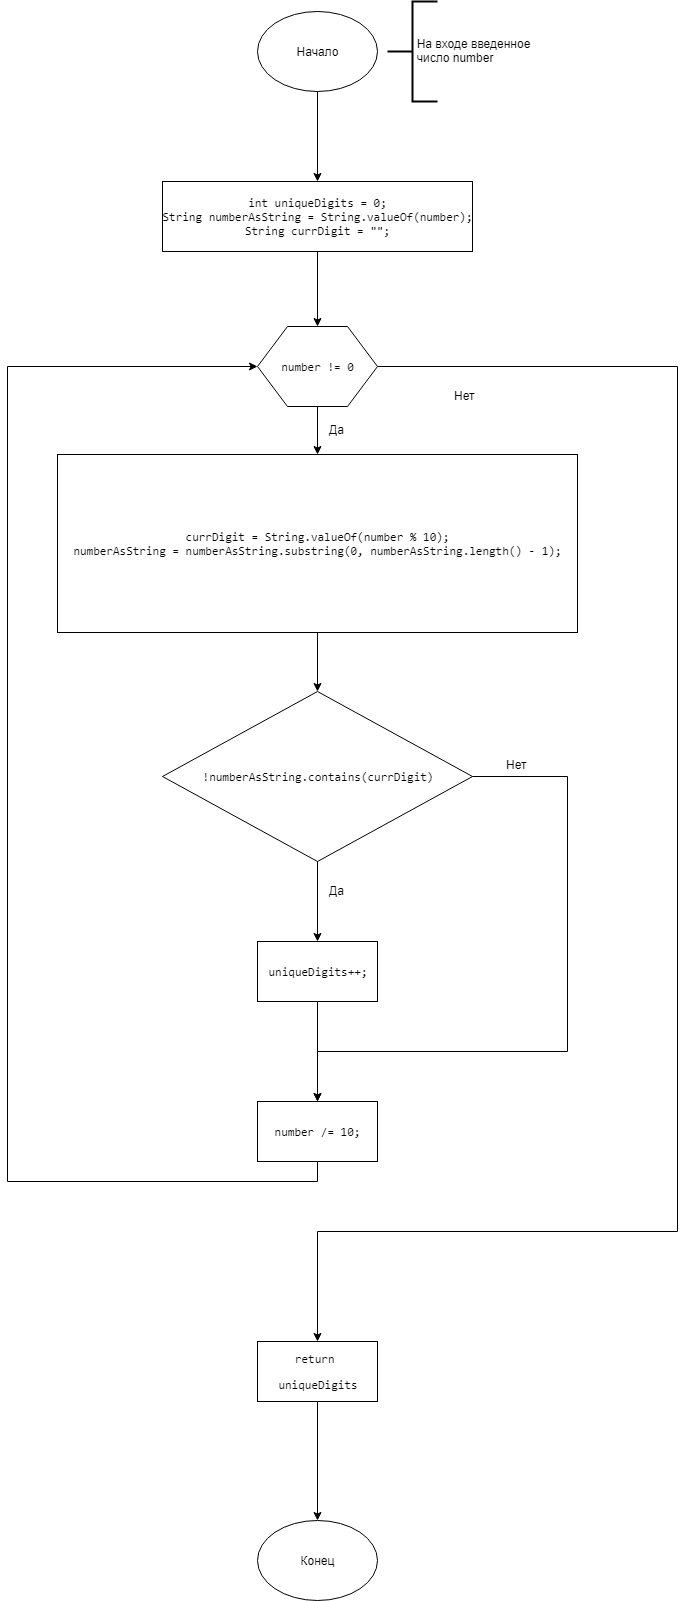 Начало
На входе введенное
число number
int uniqueDigits = 0;
String numberAsString = String.valueOf(number);
String currDigit = "";
number != 0
Нет
Да
currDigit = String.valueOf(number % 10);
numberAsString = numberAsString.substring(0, numberAsString.length() - 1);
!numberAsString.contains(currDigit)
Нет
Да
uniqueDigits++;
number /= 10;
return
uniqueDigits
Конец